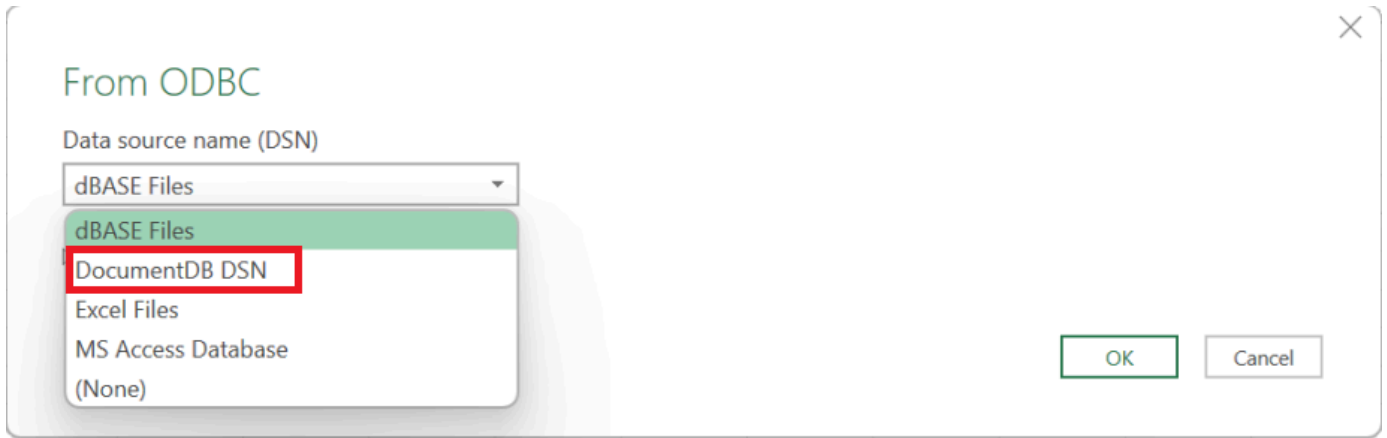 From ODBC
Data source name (DSN)
dBASE Files
dBASE Files
DocumentDB DSN
Excel Files
MS Access Database
(None)
OK
Cancel